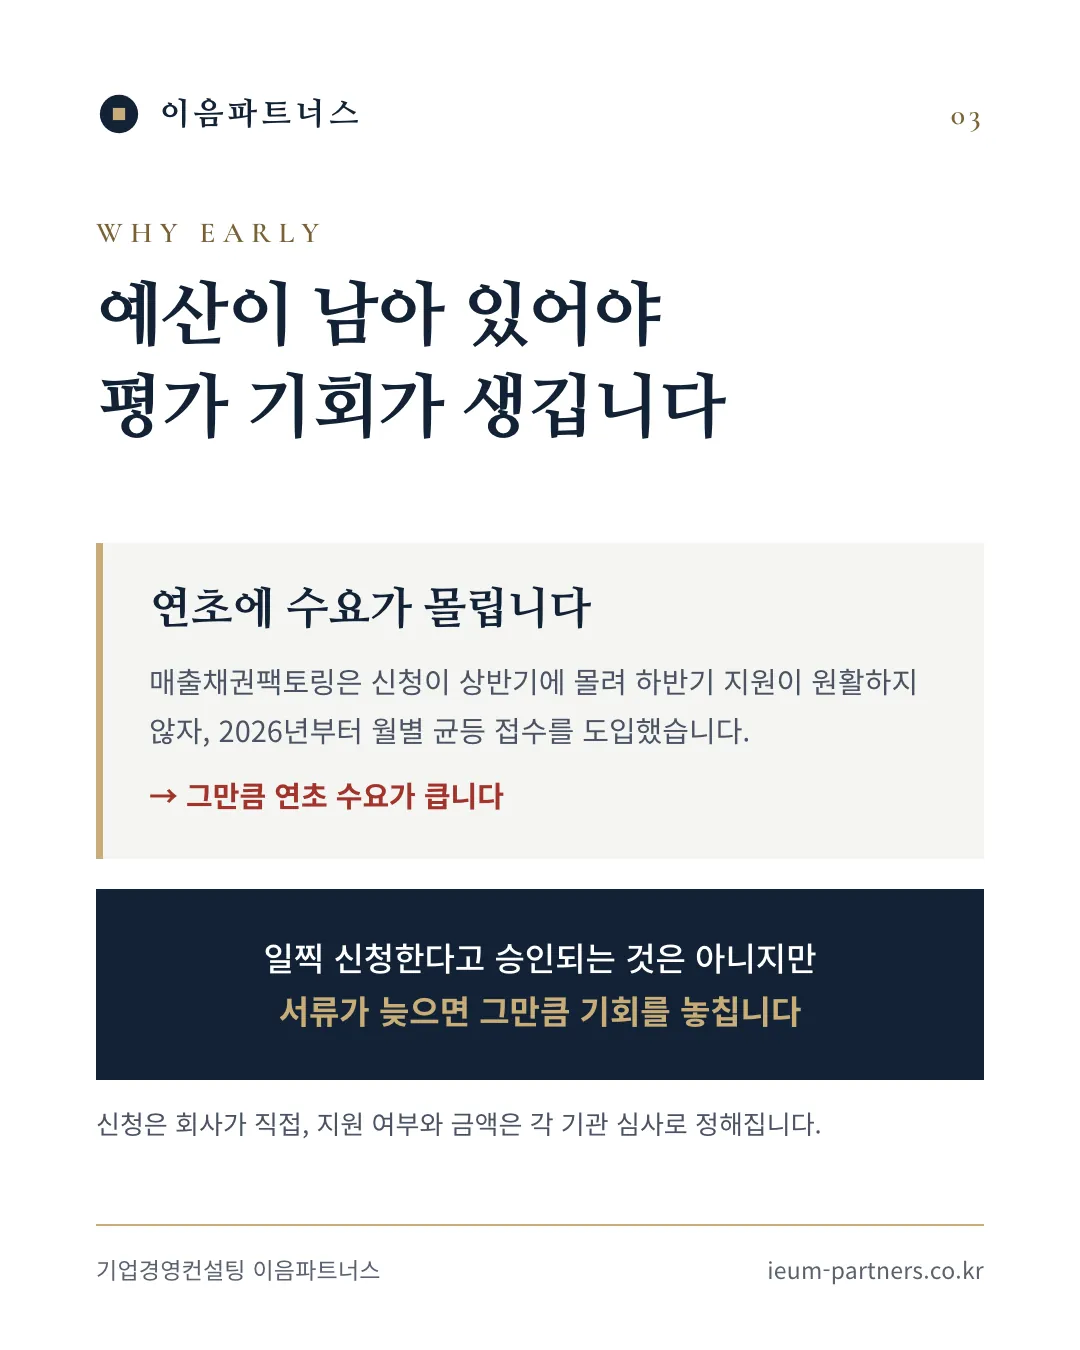 이음파트너스
03
WHY EARLY
예산이 남아 있어야
평가 기회가 생깁니다
연초에 수요가 몰립니다
매출채권팩토링은 신청이 상반기에 몰려 하반기 지원이 원활하지
않자, 2026년부터 월별 균등 접수를 도입했습니다.
→ 그만큼 연초 수요가 큽니다
일찍 신청한다고 승인되는 것은 아니지만
서류가 늦으면 그만큼 기회를 놓칩니다
신청은 회사가 직접, 지원 여부와 금액은 각 기관 심사로 정해집니다.
기업경영컨설팅 이음파트너스
ieum-partners.co.kr